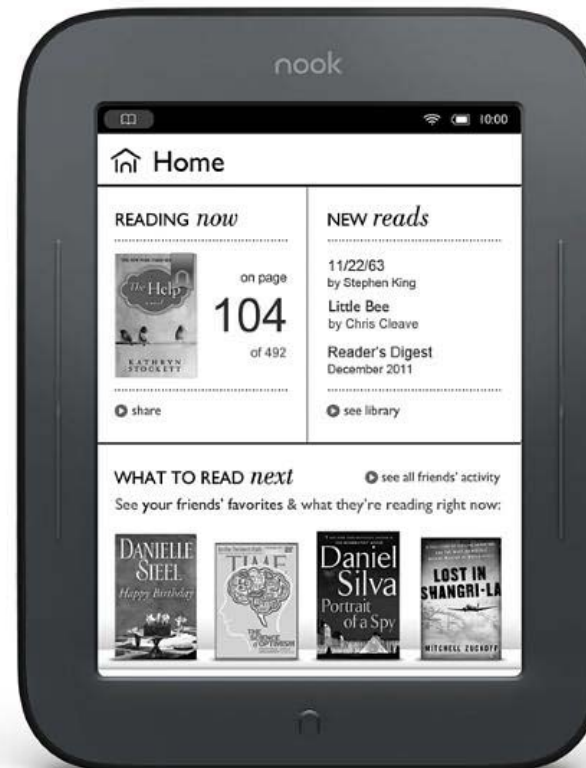 nook
10:00
Home
READING now
The Help
a novel
KATHRYN
STOCKETT
on page
104
of 492
share
NEW reads
11/22/63
by Stephen King
Little Bee
by Chris Cleave
Reader's Digest
December 2011
see library
WHAT TO READ next
see all friends' activity
See your friends' favorites & what they're reading right now:
DANIELLE
STEEL
Happy Birthday
TIME
THE
SCIENCE
of OPTIMISM
Daniel
Silva
Portrait
of a Spy
LOST IN
SHANGRI-LA
MITCHELL ZUCKOFF